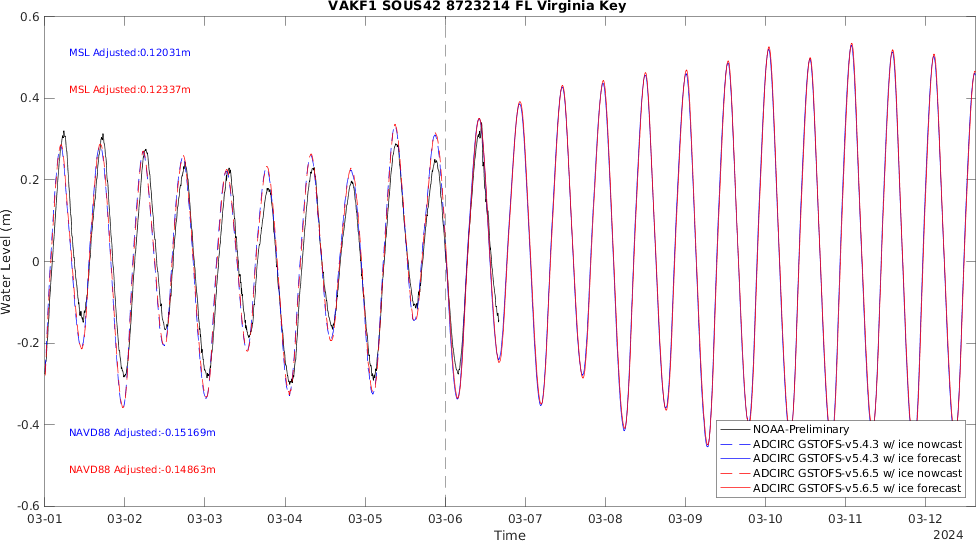 VAKF1 SOUS42 8723214 FL Virginia Key
0.6
0.4
0.2
0
-0.2
-0.4
-0.6
Water Level (m)
MSL Adjusted:0.12031m
MSL Adjusted:0.12337m
NAVD88 Adjusted:-0.15169m
NAVD88 Adjusted:-0.14863m
NOAA-Preliminary
ADCIRC GSTOFS-v5.4.3 w/ ice nowcast
ADCIRC GSTOFS-v5.4.3 w/ ice forecast
ADCIRC GSTOFS-v5.6.5 w/ ice nowcast
ADCIRC GSTOFS-v5.6.5 w/ ice forecast
03-01 03-02 03-03 03-04 03-05 03-06 03-07 03-08 03-09 03-10 03-11 03-12
Time
2024